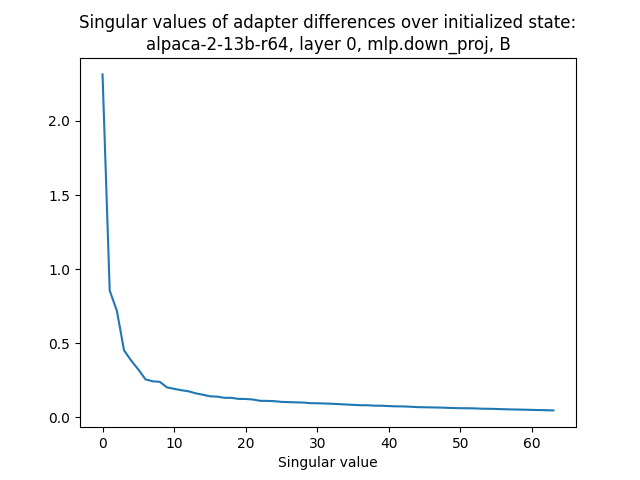 Singular values of adapter differences over initialized state:
alpaca-2-13b-r64, layer 0, mlp.down_proj, B
2.0
1.5
1.0
0.5
0.0
0 10 20 30 40 50 60
Singular value